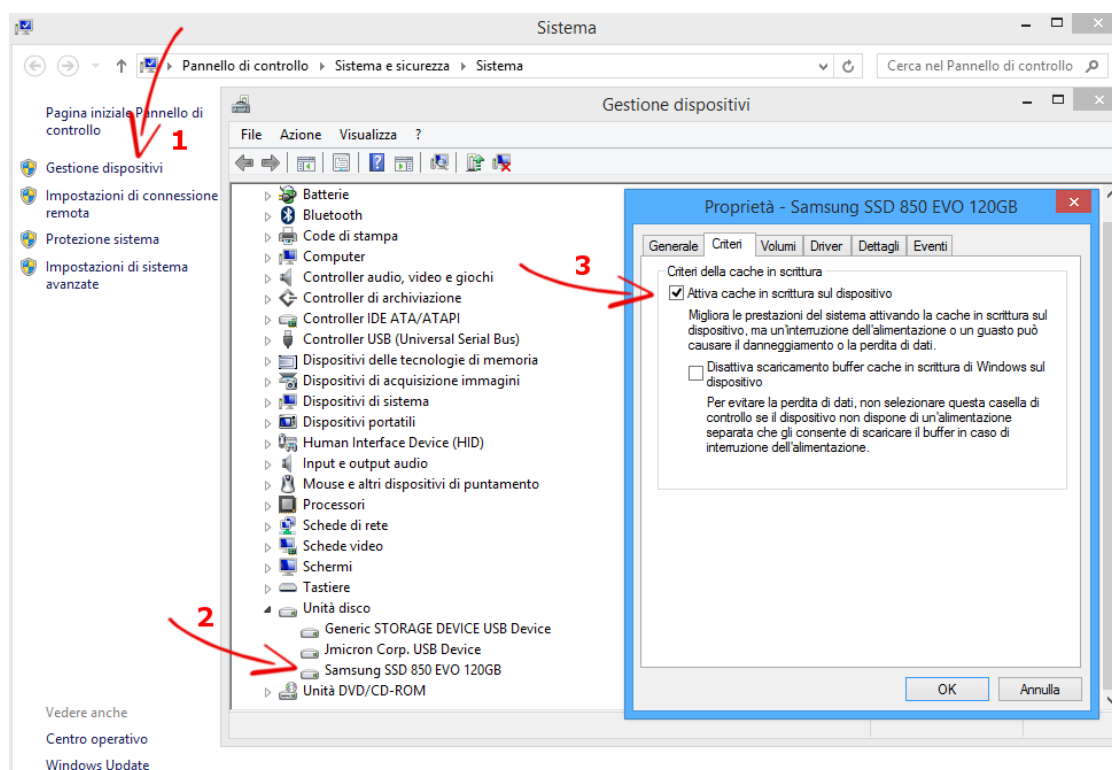 Sistema
Pannello di controllo Sistema e sicurezza Sistema
Cerca nel Pannello di controllo
Pagina iniziale Pannello di
controllo
1
Gestione dispositivi
Impostazioni di connessione
remota
Protezione sistema
Impostazioni di sistema
avanzate
Vedere anche
Centro operativo
Windows Update
Gestione dispositivi
File Azione Visualizza ?
Batterie
Bluetooth
Code di stampa
Computer
Controller audio, video e giochi
Controller di archiviazione
Controller IDE ATA/ATAPI
Controller USB (Universal Serial Bus)
Dispositivi delle tecnologie di memoria
Dispositivi di acquisizione immagini
Dispositivi di sistema
Dispositivi portatili
Human Interface Device (HID)
Input e output audio
Mouse e altri dispositivi di puntamento
Processori
Schede di rete
Schede video
Schermi
Tastiere
Unità disco
2
Generic STORAGE DEVICE USB Device
Jmicron Corp. USB Device
Samsung SSD 850 EVO 120GB
Unità DVD/CD-ROM
Proprietà - Samsung SSD 850 EVO 120GB
Generale Criteri Volumi Driver Dettagli Eventi
3
Criteri della cache in scrittura
Attiva cache in scrittura sul dispositivo
Migliora le prestazioni del sistema attivando la cache in scrittura sul
dispositivo, ma un'interruzione dell'alimentazione o un guasto può
causare il danneggiamento o la perdita di dati.
Disattiva scaricamento buffer cache in scrittura di Windows sul
dispositivo
Per evitare la perdita di dati, non selezionare questa casella di
controllo se il dispositivo non dispone di un'alimentazione
separata che gli consente di scaricare il buffer in caso di
interruzione dell'alimentazione.
OK Annulla